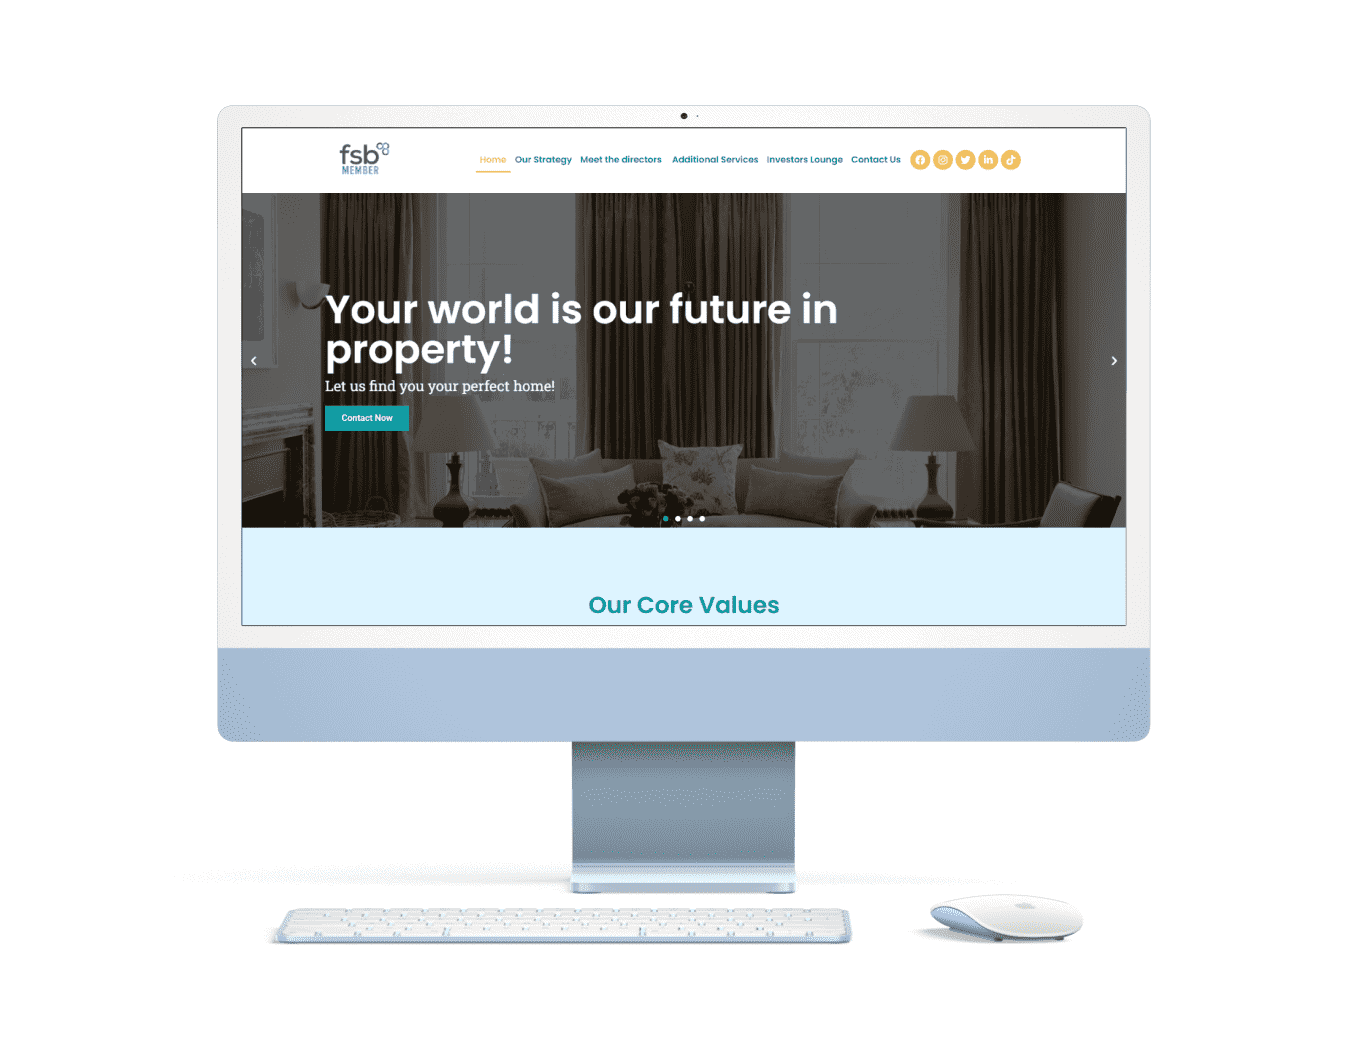 fsb
MEMBER
Home Our Strategy Meet the directors Additional Services Investors Lounge Contact Us
Your world is our future in
property!
Let us find you your perfect home!
Contact Now
Our Core Values